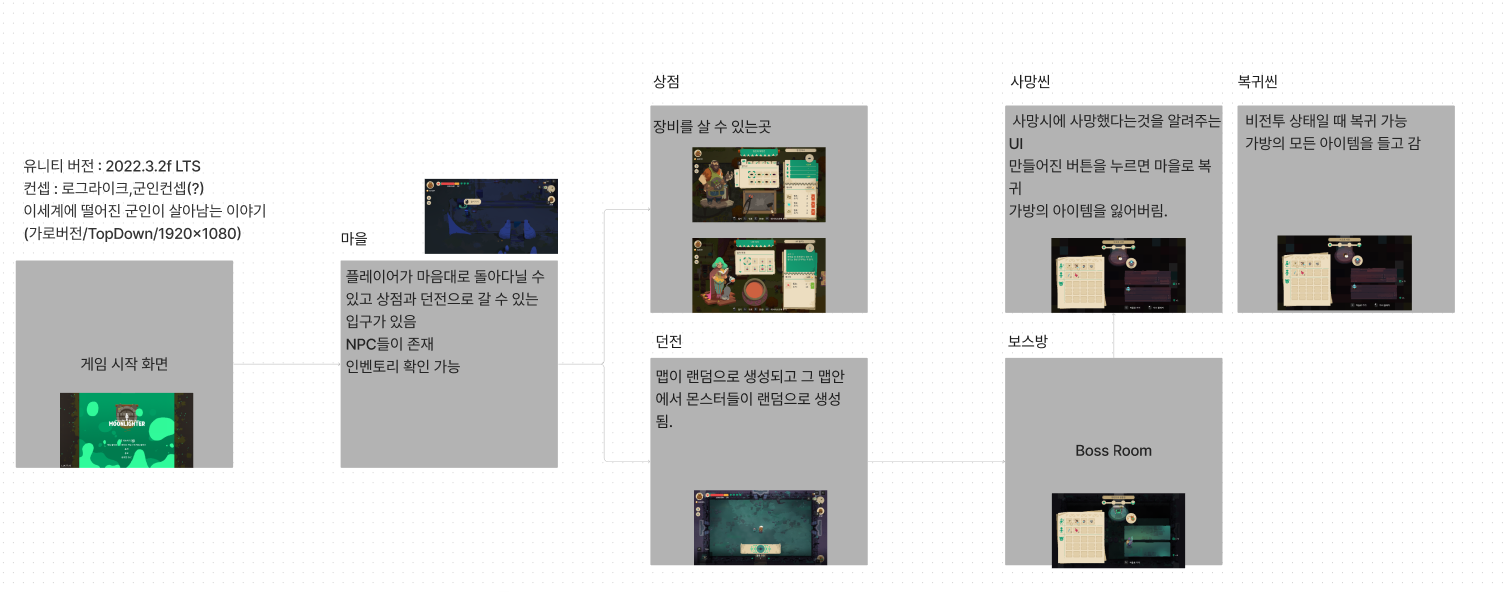 유니티 버전 : 2022.3.2f LTS
컨셉 : 로그라이크,군인컨셉(?)
이세계에 떨어진 군인이 살아남는 이야기
(가로버전/TopDown/1920×1080)
게임 시작 화면
MOONLIGHTER
마을
플레이어가 마음대로 돌아다닐 수
있고 상점과 던전으로 갈 수 있는
입구가 있음
NPC들이 존재
인벤토리 확인 가능
상점
장비를 살 수 있는곳
던전
맵이 랜덤으로 생성되고 그 맵안
에서 몬스터들이 랜덤으로 생성
됨.
사망씬
사망시에 사망했다는것을 알려주는
UI
만들어진 버튼을 누르면 마을로 복
귀
가방의 아이템을 잃어버림.
복귀씬
비전투 상태일 때 복귀 가능
가방의 모든 아이템을 들고 감
보스방
Boss Room